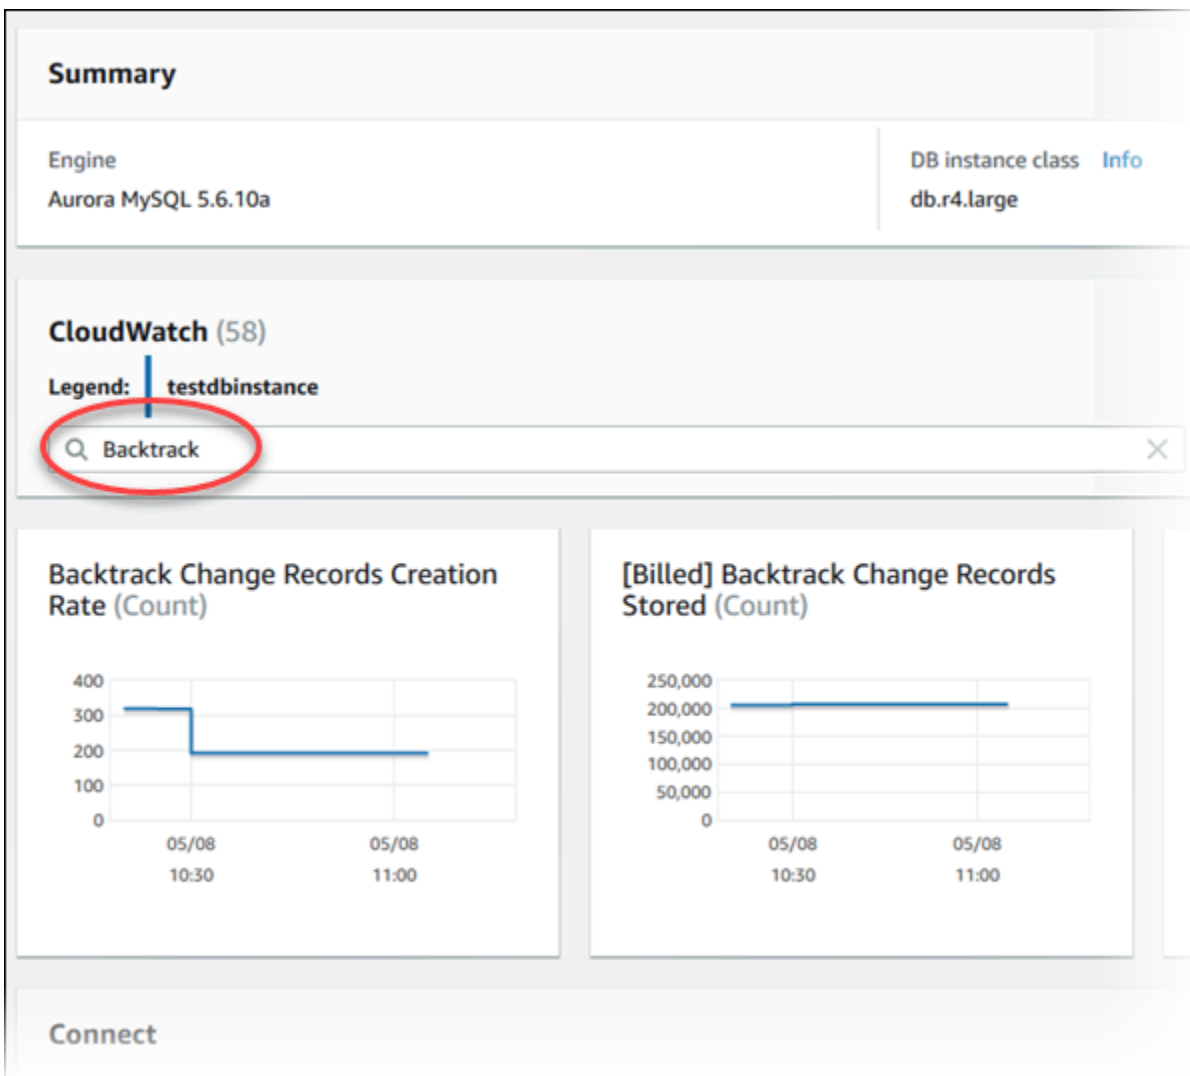 Summary
Engine
Aurora MySQL 5.6.10a
DB instance class Info
db.r4.large
CloudWatch (58)
Legend: testdbinstance
Backtrack
Backtrack Change Records Creation
Rate (Count)
400
300
200
100
0
05/08
10:30
05/08
11:00
[Billed] Backtrack Change Records
Stored (Count)
250,000
200,000
150,000
100,000
50,000
0
05/08
10:30
05/08
11:00
Connect